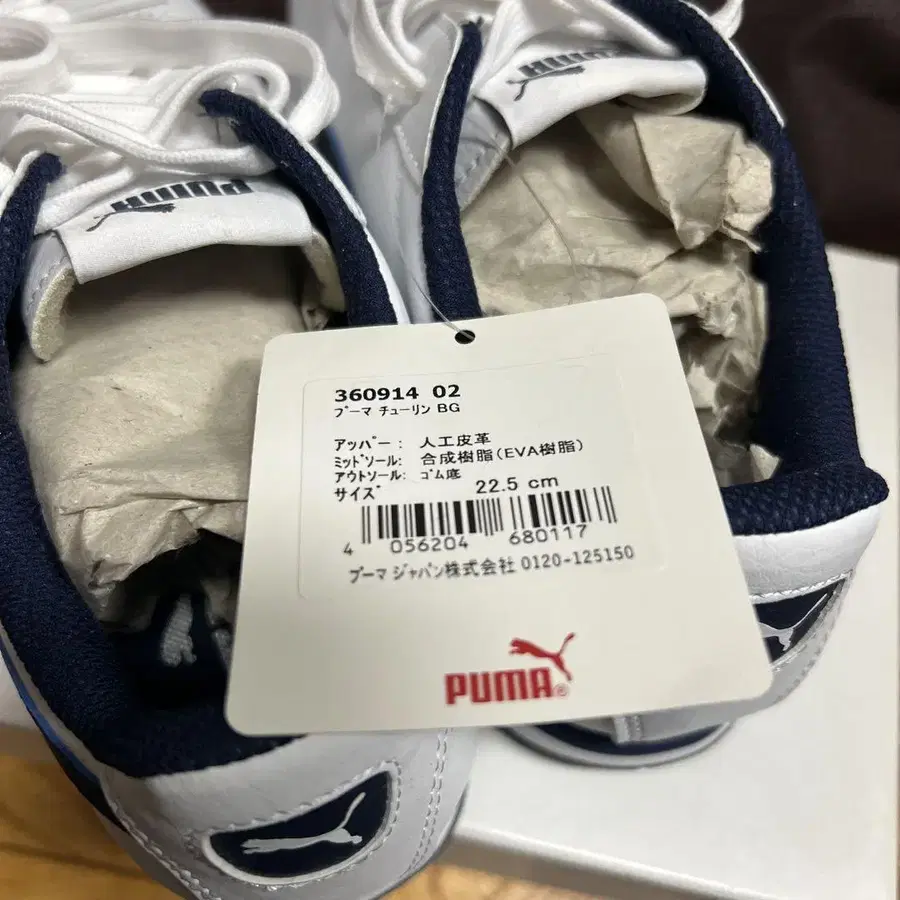 PUMA
PUMA
360914 02
プーマ チューリン BG
アッパー: 人工皮革
ミッドソール: 合成樹脂(EVA樹脂)
アウトソール: ゴム底
サイズ 22.5 cm
4 056204 680117
プーマ ジャパン株式会社 0120-125150
PUMA®